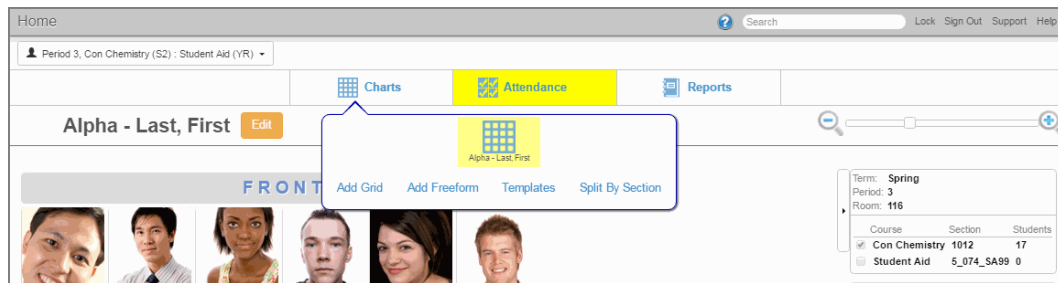 Home
Search
Lock Sign Out Support Help
Period 3, Con Chemistry (S2) : Student Aid (YR)
Charts
Attendance
Reports
Alpha - Last, First
Edit
Alpha - Last, First
Add Grid
Add Freeform
Templates
Split By Section
FRONT
Term: Spring
Period: 3
Room: 116
Course Section Students
Con Chemistry 1012 17
Student Aid 5_074_SA99 0